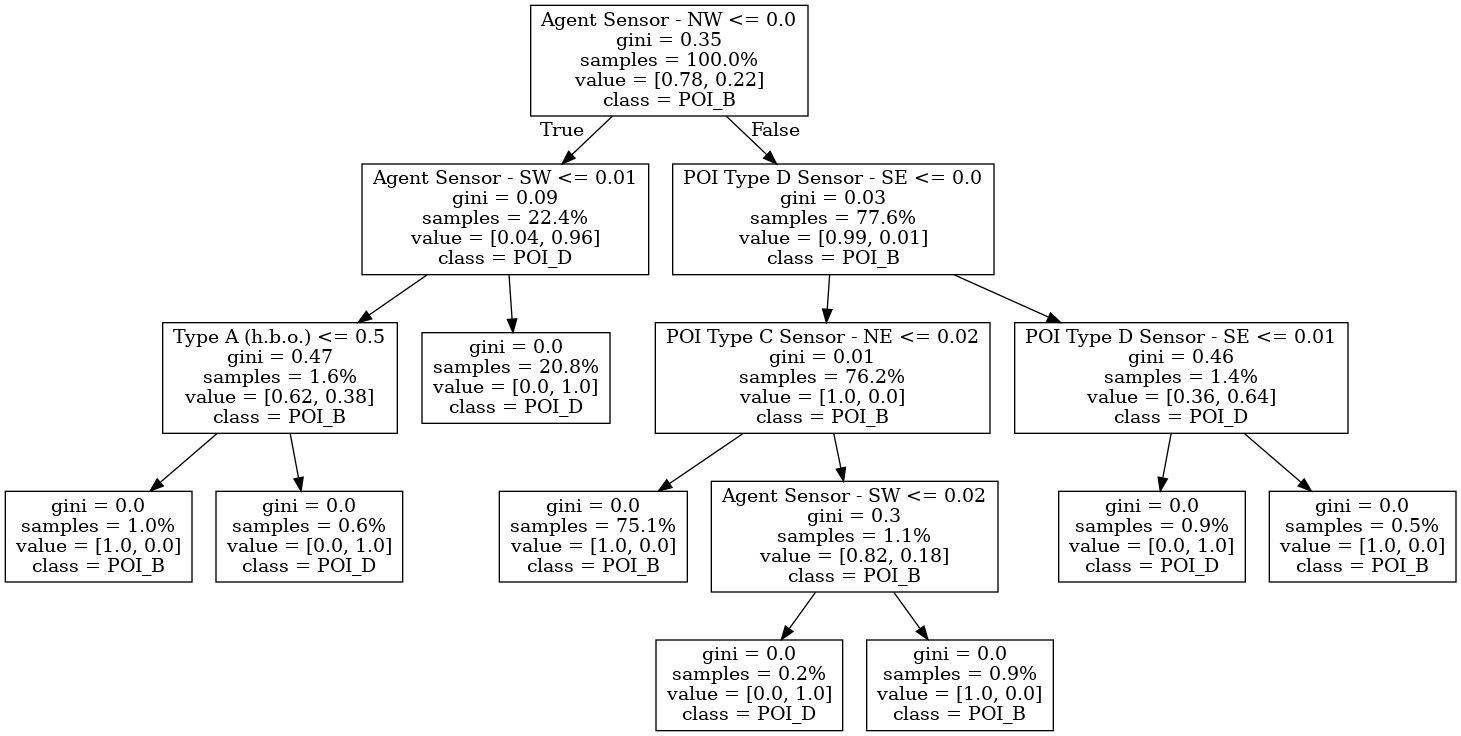 Agent Sensor - NW <= 0.0
gini = 0.35
samples = 100.0%
value = [0.78, 0.22]
class = POI_B
True
False
Agent Sensor - SW <= 0.01
gini = 0.09
samples = 22.4%
value = [0.04, 0.96]
class = POI_D
POI Type D Sensor - SE <= 0.0
gini = 0.03
samples = 77.6%
value = [0.99, 0.01]
class = POI_B
Type A (h.b.o.) <= 0.5
gini = 0.47
samples = 1.6%
value = [0.62, 0.38]
class = POI_B
gini = 0.0
samples = 20.8%
value = [0.0, 1.0]
class = POI_D
POI Type C Sensor - NE <= 0.02
gini = 0.01
samples = 76.2%
value = [1.0, 0.0]
class = POI_B
POI Type D Sensor - SE <= 0.01
gini = 0.46
samples = 1.4%
value = [0.36, 0.64]
class = POI_D
gini = 0.0
samples = 1.0%
value = [1.0, 0.0]
class = POI_B
gini = 0.0
samples = 0.6%
value = [0.0, 1.0]
class = POI_D
gini = 0.0
samples = 75.1%
value = [1.0, 0.0]
class = POI_B
Agent Sensor - SW <= 0.02
gini = 0.3
samples = 1.1%
value = [0.82, 0.18]
class = POI_B
gini = 0.0
samples = 0.9%
value = [0.0, 1.0]
class = POI_D
gini = 0.0
samples = 0.5%
value = [1.0, 0.0]
class = POI_B
gini = 0.0
samples = 0.2%
value = [0.0, 1.0]
class = POI_D
gini = 0.0
samples = 0.9%
value = [1.0, 0.0]
class = POI_B